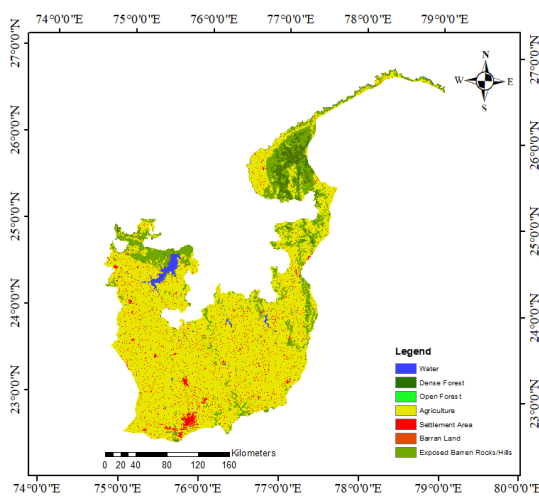 74°0'0"E 75°0'0"E 76°0'0"E 77°0'0"E 78°0'0"E 79°0'0"E
27°0'0"N
26°0'0"N
25°0'0"N
24°0'0"N
23°0'0"N
27°0'0"N
26°0'0"N
25°0'0"N
24°0'0"N
23°0'0"N
N
W E
S
Legend
Water
Dense Forest
Open Forest
Agriculture
Settlement Area
Barran Land
Exposed Barren Rocks/Hills
Kilometers
0 20 40 80 120 160
74°0'0"E 75°0'0"E 76°0'0"E 77°0'0"E 78°0'0"E 79°0'0"E 80°0'0"E